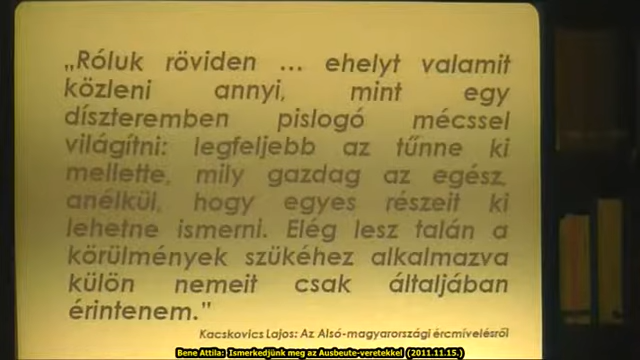 „Róluk röviden ... ehelyt valamit
közleni annyi, mint egy
díszteremben pislogó mécssel
világítni: legfeljebb az tűnne ki
mellette, mily gazdag az egész,
anélkül, hogy egyes részeit ki
lehetne ismerni. Elég lesz talán a
körülmények szükéhez alkalmazva
külön nemeit csak általjában
érintenem."
Kacskovics Lajos: Az Alsó-magyarországi ércmívelésről
Bene Attila: Ismerkedjünk meg az Ausbeute-veretekkel (2011.11.15.)